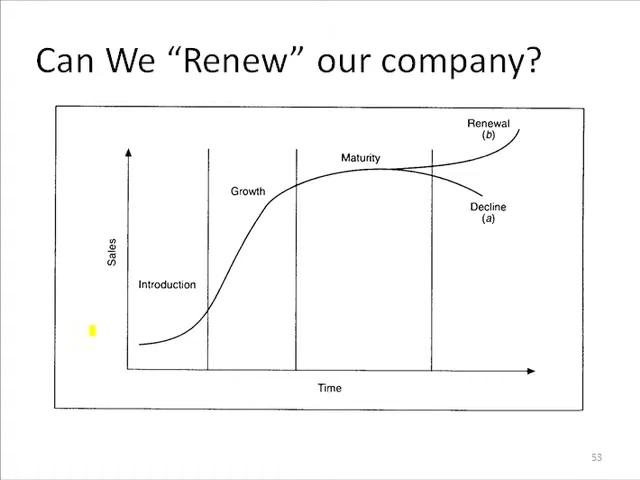 Can We “Renew” our company?
Renewal
(b)
Maturity
Growth
Decline
(a)
Sales
Introduction
Time
53